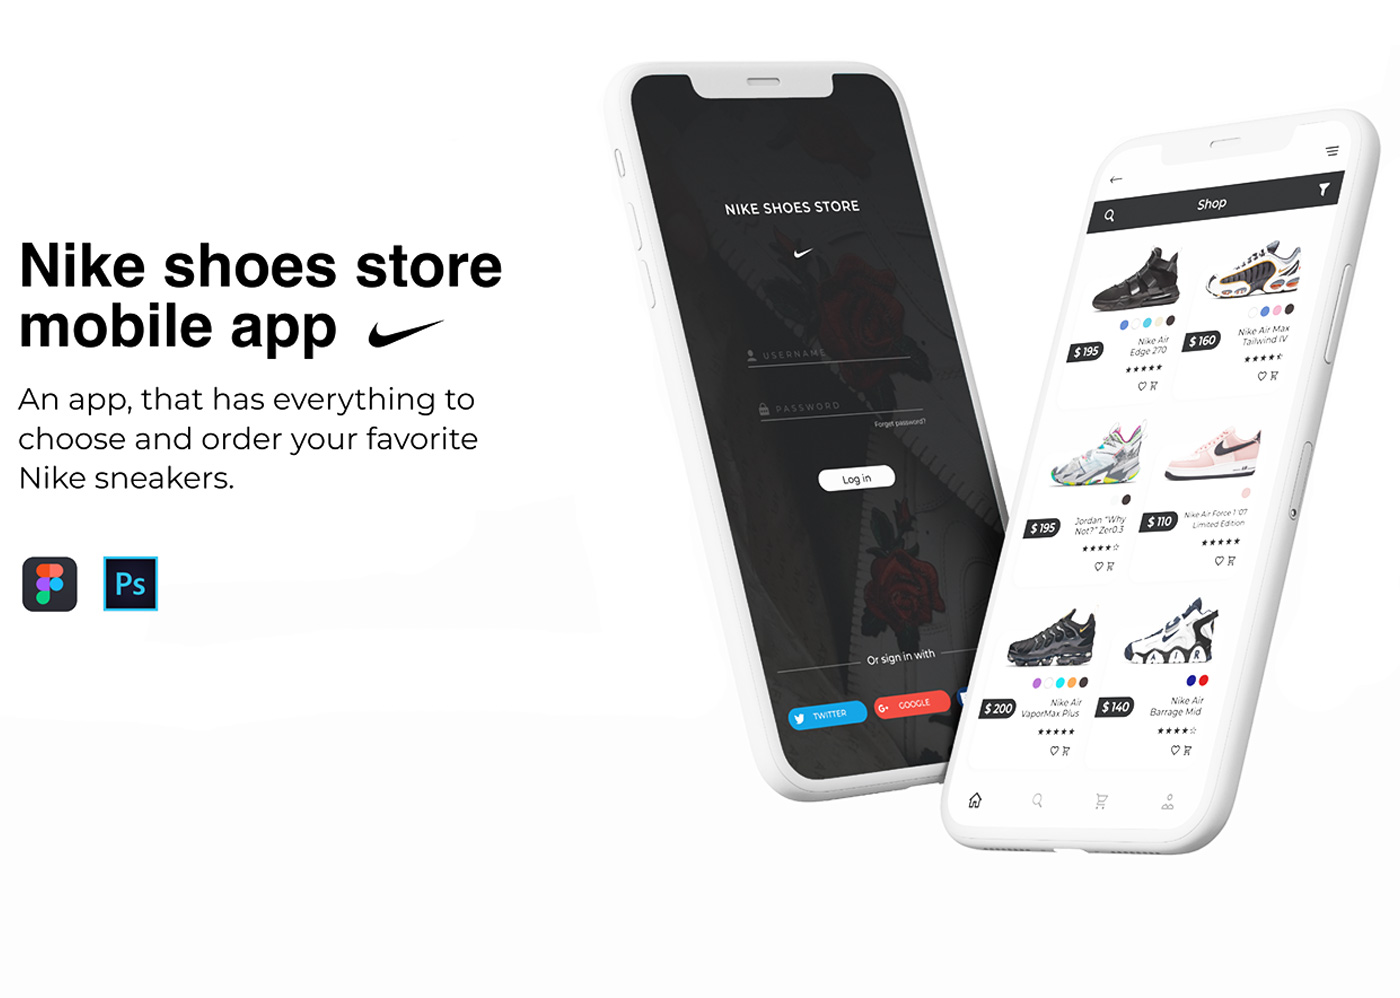 Nike shoes store
mobile app
An app, that has everything to
choose and order your favorite
Nike sneakers.
Ps
NIKE SHOES STORE
USERNAME
PASSWORD
Forget password?
Log in
Or sign in with
TWITTER
G+ GOOGLE
Shop
$ 195
Nike Air
Edge 270
$ 160
Nike Air Max
Tailwind IV
$ 195
Jordan "Why
Not?" Zer0.3
$ 110
Nike Air Force 1 '07
Limited Edition
$ 200
Nike Air
VaporMax Plus
AIR
$ 140
Nike Air
Barrage Mid